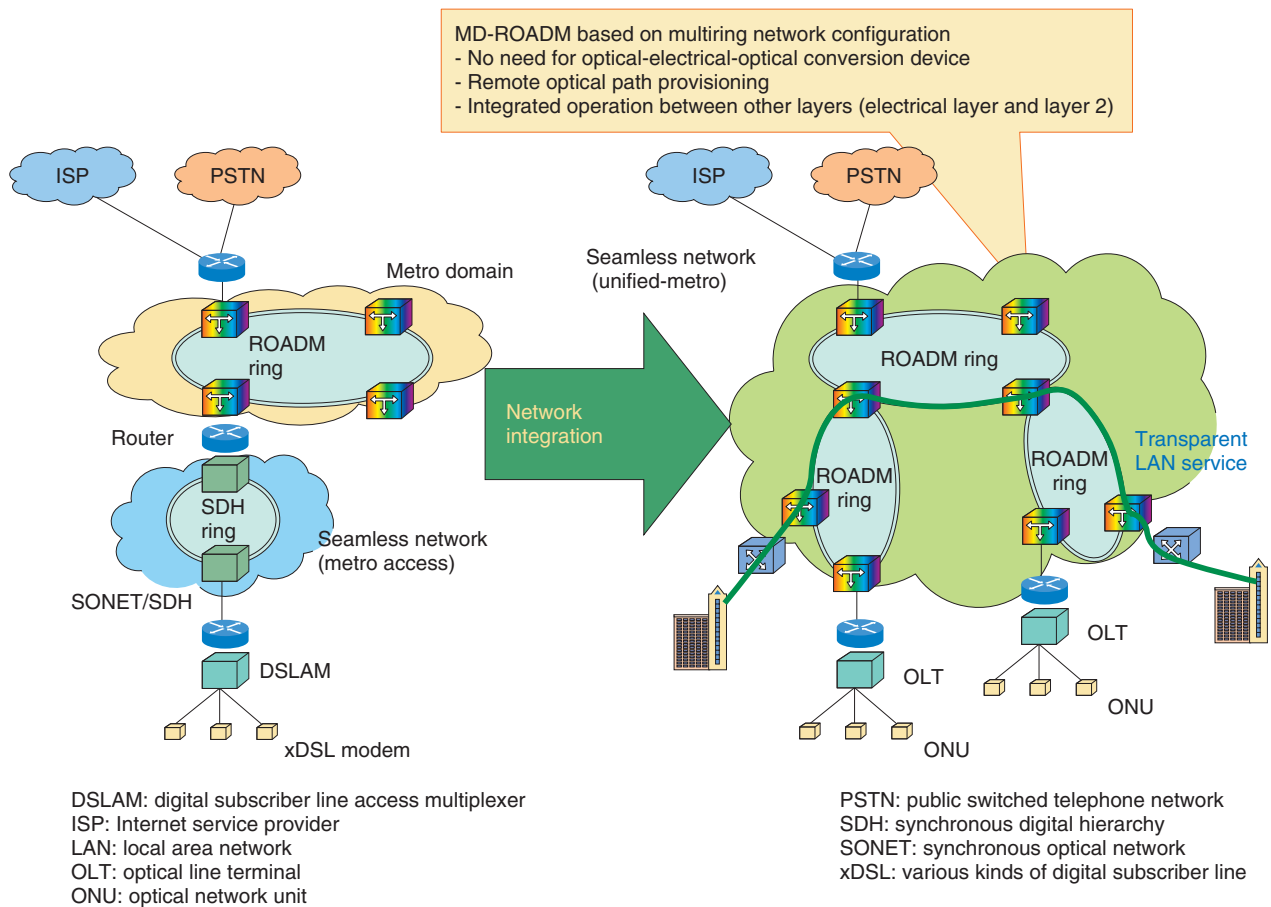 MD-ROADM based on multiring network configuration
- No need for optical-electrical-optical conversion device
- Remote optical path provisioning
- Integrated operation between other layers (electrical layer and layer 2)
ISP
PSTN
Metro domain
ROADM
ring
Router
SDH
ring
Seamless network
(metro access)
SONET/SDH
DSLAM
xDSL modem
Network
integration
ISP
PSTN
Seamless network
(unified-metro)
ROADM ring
ROADM
ring
ROADM
ring
Transparent
LAN service
OLT
ONU
OLT
ONU
DSLAM: digital subscriber line access multiplexer
ISP: Internet service provider
LAN: local area network
OLT: optical line terminal
ONU: optical network unit
PSTN: public switched telephone network
SDH: synchronous digital hierarchy
SONET: synchronous optical network
xDSL: various kinds of digital subscriber line